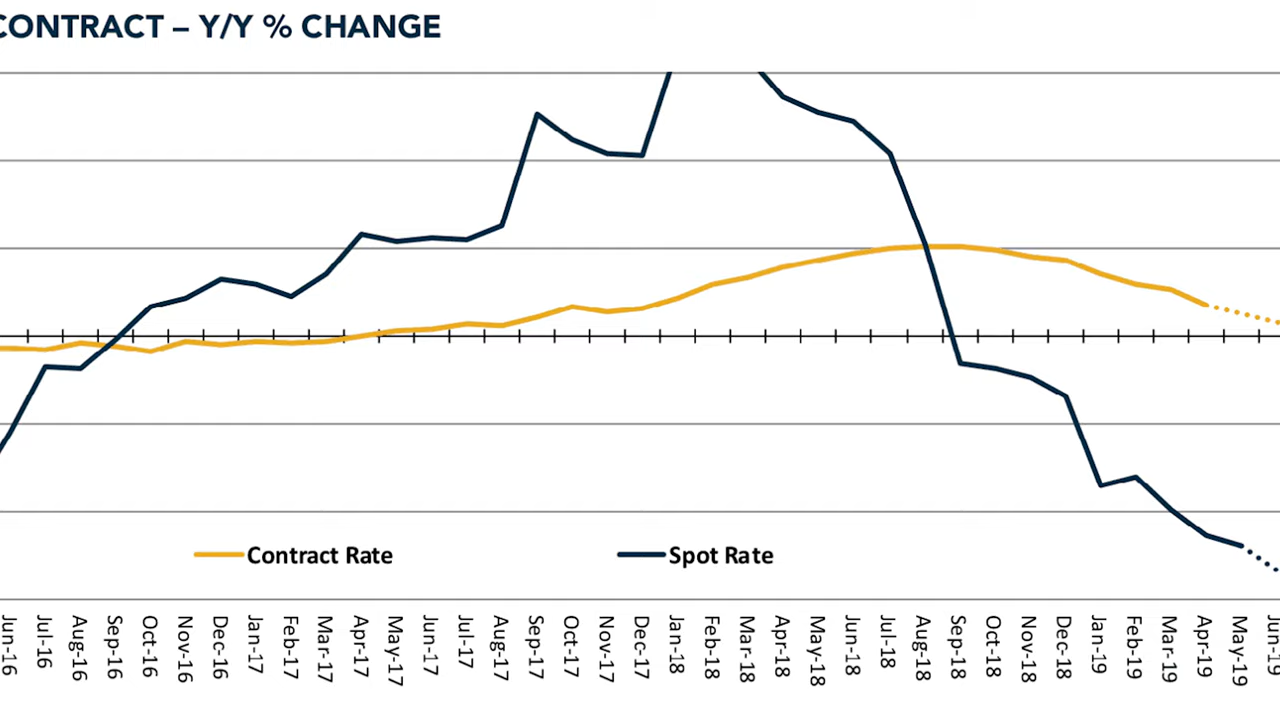 CONTRACT – Y/Y % CHANGE
Contract Rate
Spot Rate
Jun-16
Jul-16
Aug-16
Sep-16
Oct-16
Nov-16
Dec-16
Jan-17
Feb-17
Mar-17
Apr-17
May-17
Jun-17
Jul-17
Aug-17
Sep-17
Oct-17
Nov-17
Dec-17
Jan-18
Feb-18
Mar-18
Apr-18
May-18
Jun-18
Jul-18
Aug-18
Sep-18
Oct-18
Nov-18
Dec-18
Jan-19
Feb-19
Mar-19
Apr-19
May-19
Jun-19